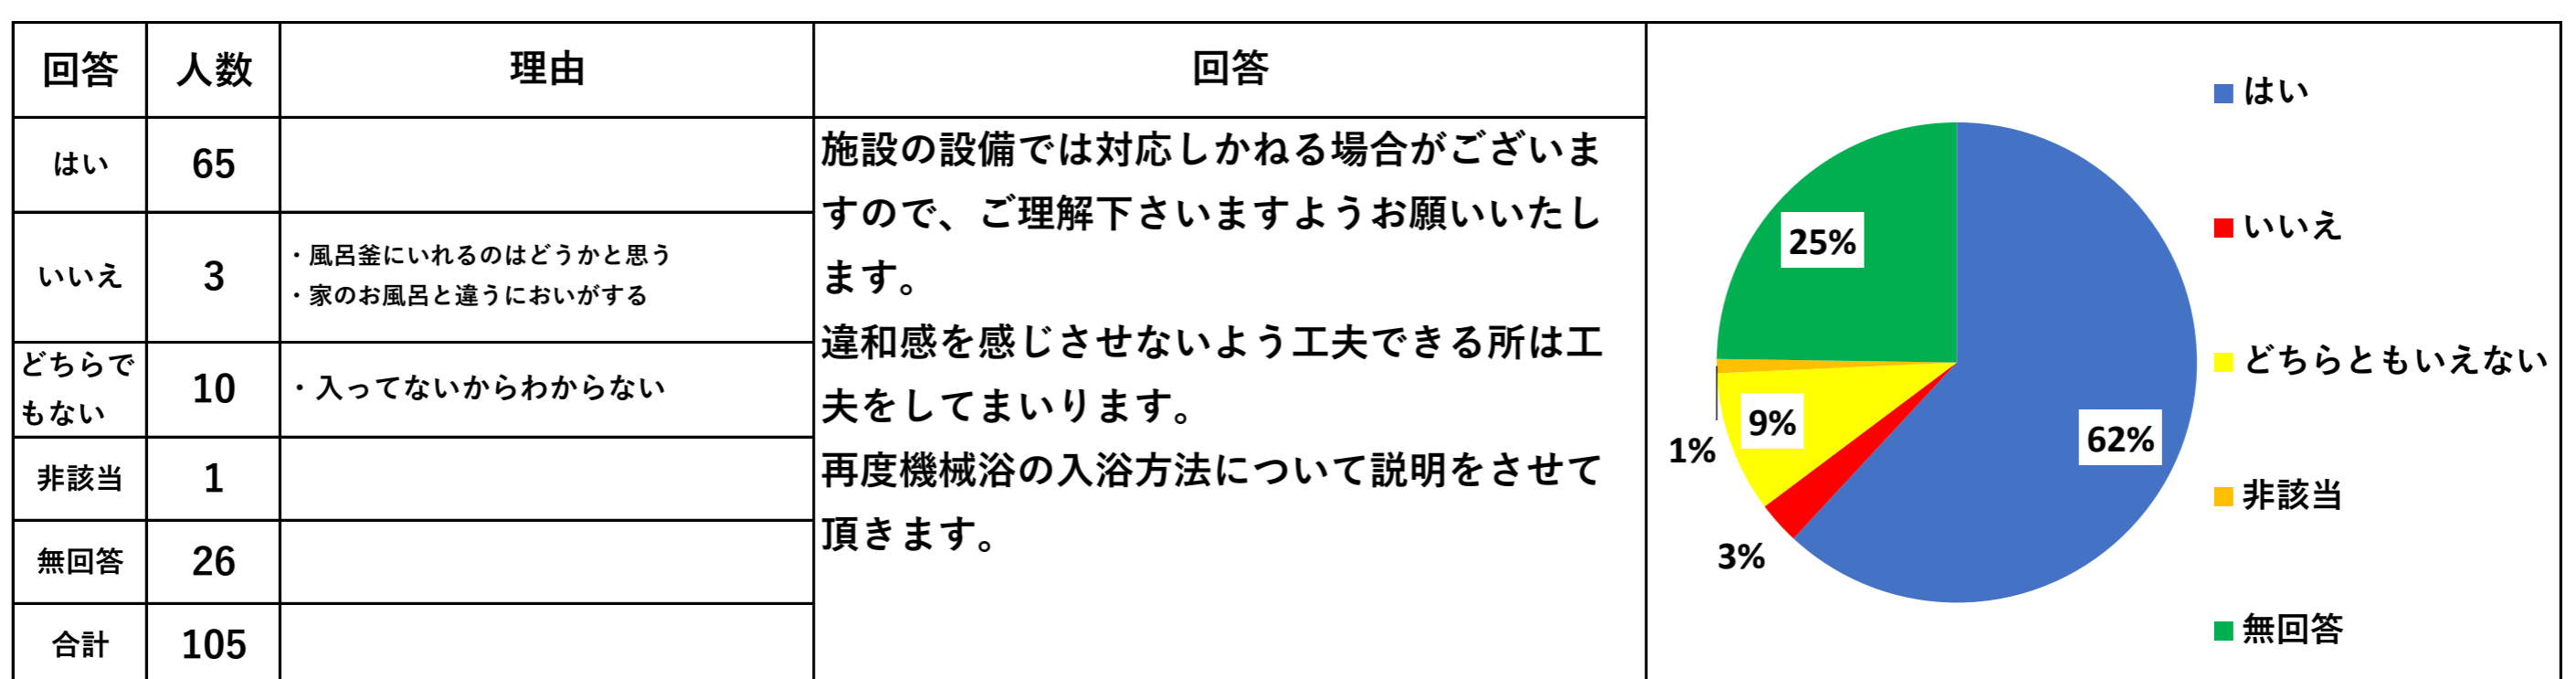 回答 人数 理由 回答
はい 65
いいえ 3 ・風呂釜にいれるのはどうかと思う
・家のお風呂と違うにおいがする
どちらで
もない 10 ・入ってないからわからない
非該当 1
無回答 26
合計 105
施設の設備では対応しかねる場合がございま
すので、ご理解下さいますようお願いいたし
ます。
違和感を感じさせないよう工夫できる所は工
夫をしてまいります。
再度機械浴の入浴方法について説明をさせて
頂きます。
25%
62%
9%
1%
3%
はい
いいえ
どちらともいえない
非該当
無回答